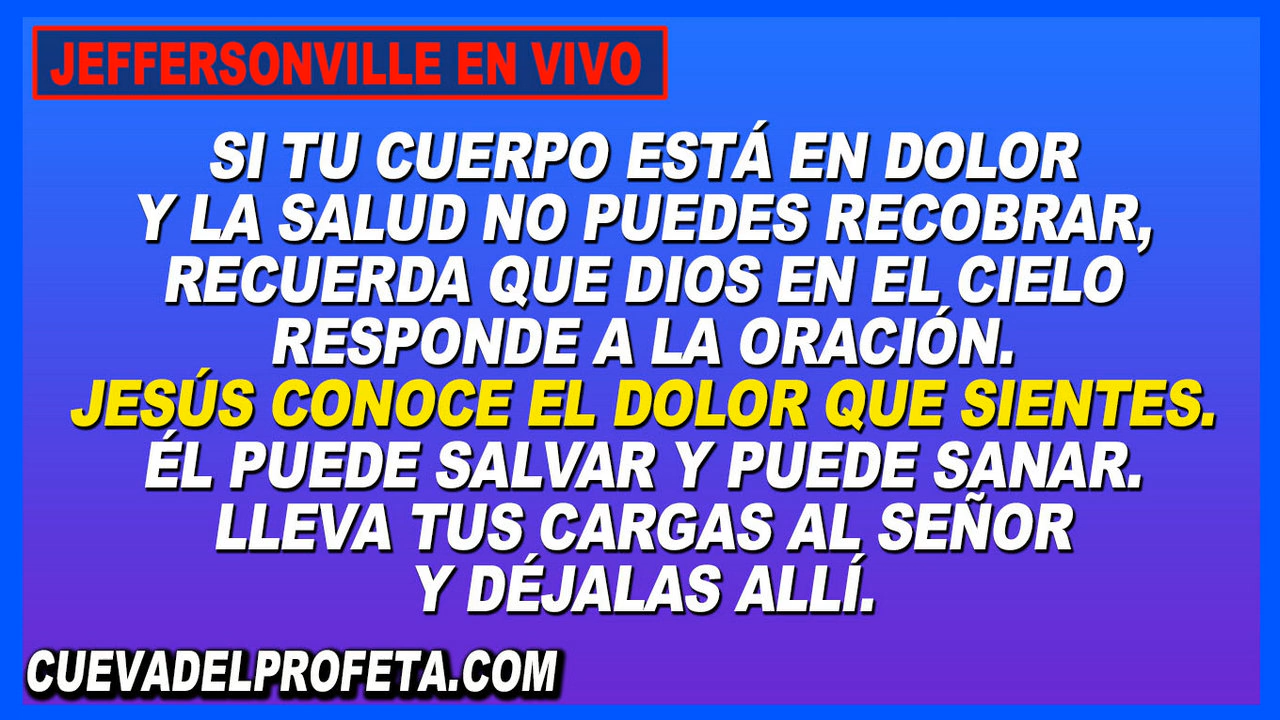 JEFFERSONVILLE EN VIVO
SI TU CUERPO ESTÁ EN DOLOR
Y LA SALUD NO PUEDES RECOBRAR,
RECUERDA QUE DIOS EN EL CIELO
RESPONDE A LA ORACIÓN.
JESÚS CONOCE EL DOLOR QUE SIENTES.
ÉL PUEDE SALVAR Y PUEDE SANAR.
LLEVA TUS CARGAS AL SEÑOR
Y DÉJALAS ALLÍ.
CUEVADELPROFETA.COM